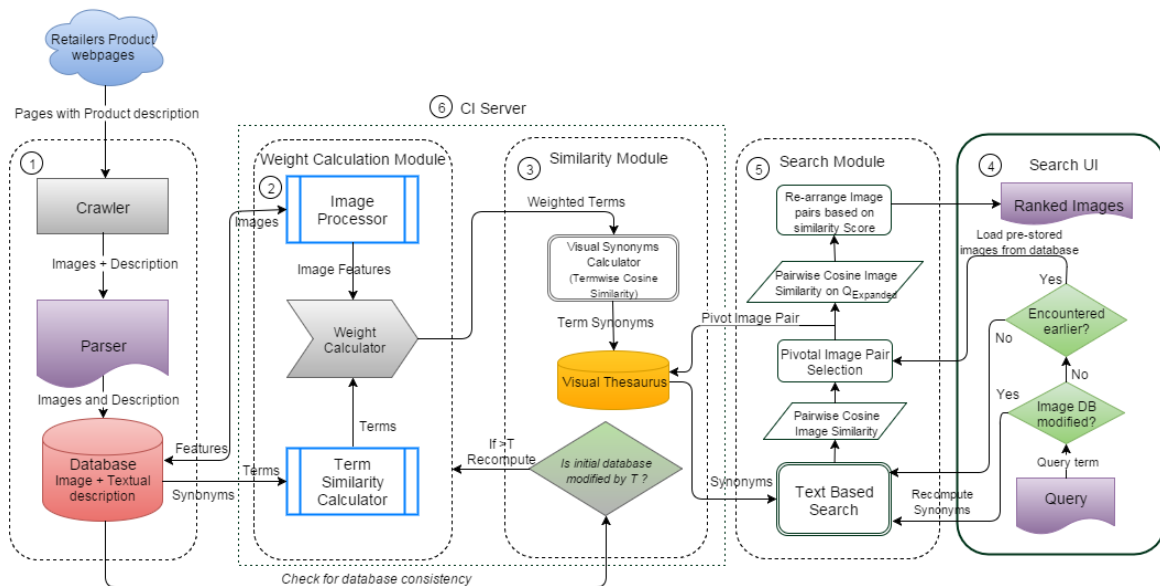 Retailers Product
webpages
Pages with Product description
1
Crawler
Images + Description
Parser
Images and Description
Database
Image + Textual
description
Features
Synonyms
6 CI Server
Weight Calculation Module
2
Image
Processor
Images
Image Features
Weight
Calculator
Terms
Terms
Term
Similarity
Calculator
Similarity Module
3
Weighted Terms
Visual Synonyms
Calculator
(Termwise Cosine
Similarity)
Term Synonyms
Visual Thesaurus
If >T
Recompute
Is initial database
modified by T ?
Check for database consistency
Search Module
5
Re-arrange Image
pairs based on
similarity Score
Pairwise Cosine Image
Similarity on QExpanded
Pivot Image Pair
Pivotal Image Pair
Selection
Pairwise Cosine
Image Similarity
Synonyms
Text Based
Search
4
Search UI
Ranked Images
Load pre-stored
images from database
Yes
Encountered
earlier?
No
No
Yes
Image DB
modified?
Query term
Recompute
Synonyms
Query